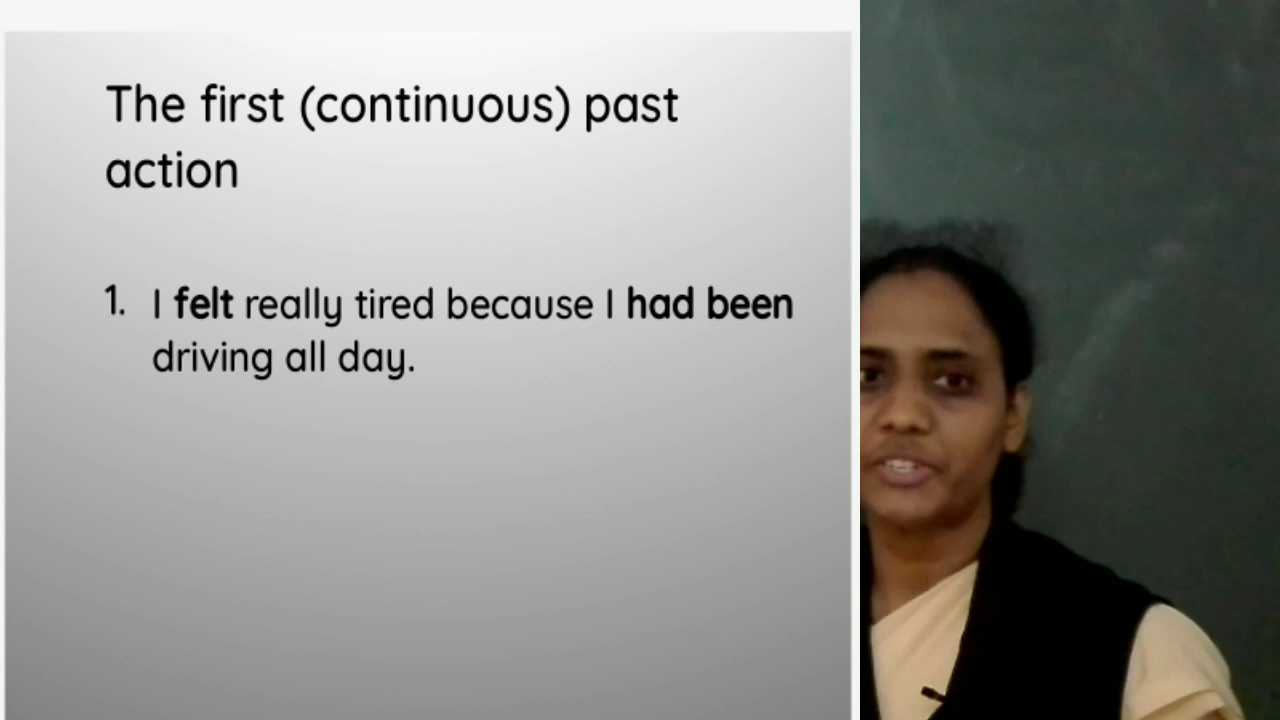 The first (continuous) past
action
1. I felt really tired because I had been
driving all day.